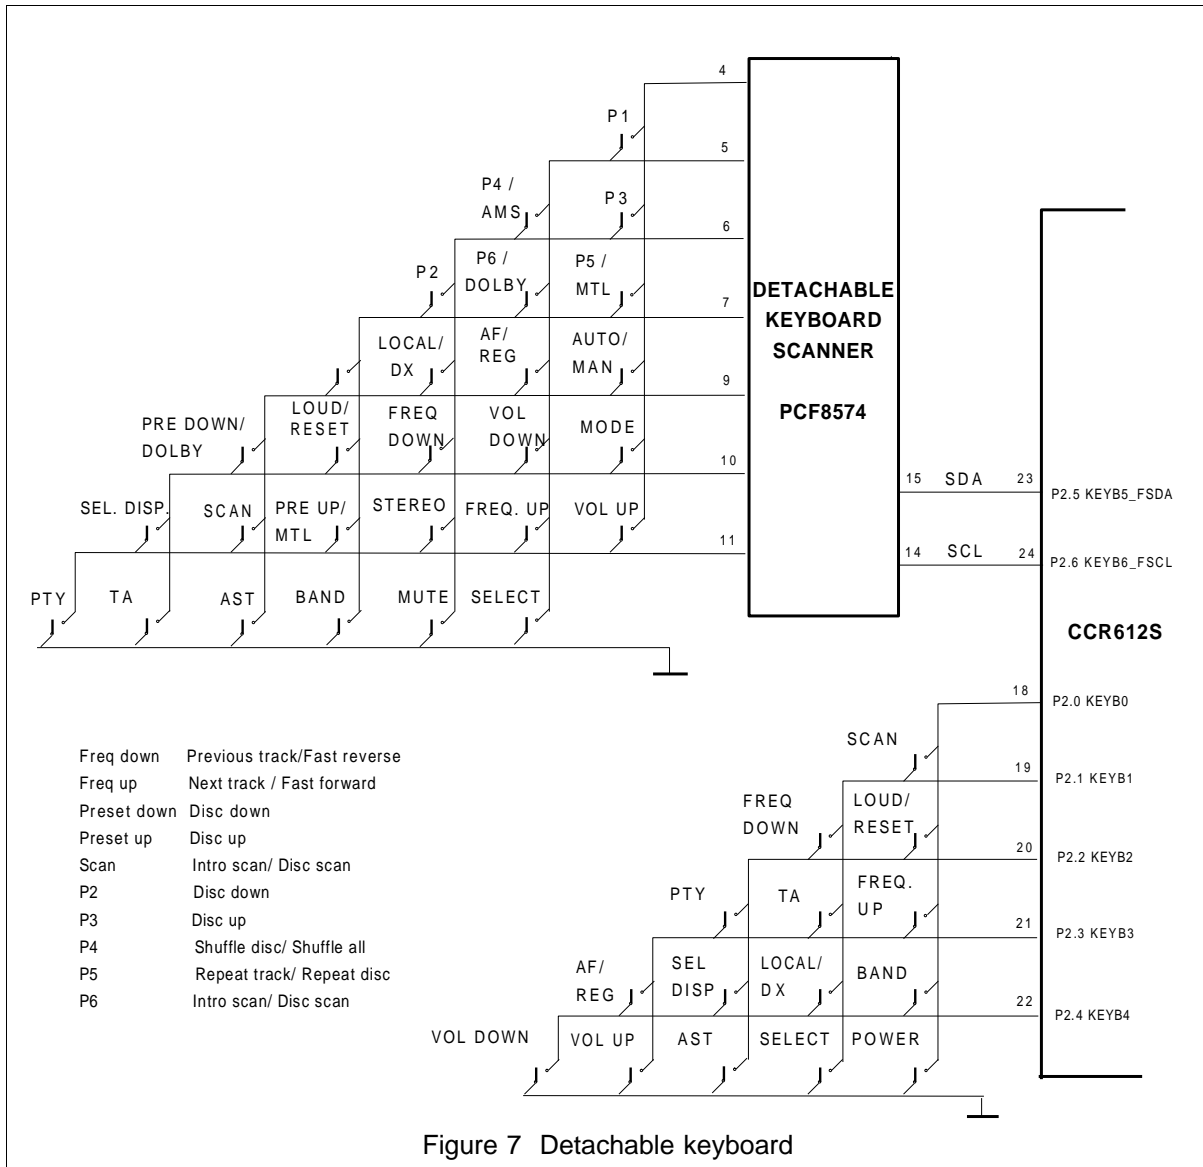 4
P1
5
P4 /
AMS
P3
6
P2
P6 /
DOLBY
P5 /
MTL
7
DETACHABLE
KEYBOARD
SCANNER
PCF8574
LOCAL/
DX
AF/
REG
AUTO/
MAN
9
PRE DOWN/
DOLBY
LOUD/
RESET
FREQ
DOWN
VOL
DOWN
MODE
10
15 SDA 23
P2.5 KEYB5_FSDA
SEL. DISP.
SCAN
PRE UP/
MTL
STEREO
FREQ. UP
VOL UP
11
14 SCL 24
P2.6 KEYB6_FSCL
PTY
TA
AST
BAND
MUTE
SELECT
CCR612S
18
P2.0 KEYB0
SCAN
19
P2.1 KEYB1
FREQ
DOWN
LOUD/
RESET
20
P2.2 KEYB2
PTY
TA
FREQ.
UP
21
P2.3 KEYB3
AF/
REG
SEL
DISP
LOCAL/
DX
BAND
22
P2.4 KEYB4
VOL DOWN
VOL UP
AST
SELECT
POWER
Freq down Previous track/Fast reverse
Freq up Next track / Fast forward
Preset down Disc down
Preset up Disc up
Scan Intro scan/ Disc scan
P2 Disc down
P3 Disc up
P4 Shuffle disc/ Shuffle all
P5 Repeat track/ Repeat disc
P6 Intro scan/ Disc scan
Figure 7 Detachable keyboard